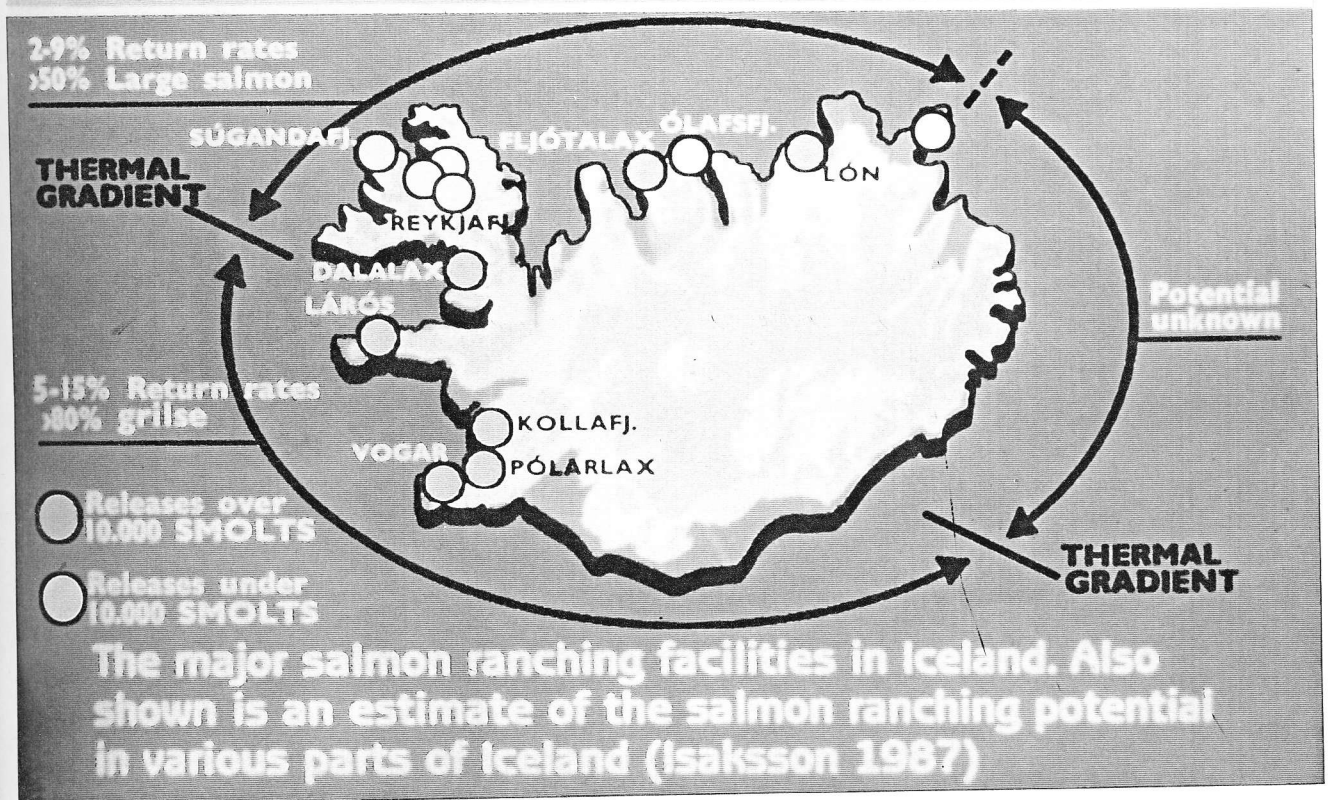 2-9% Return rates
>50% Large salmon
SÚGANDAFJ.
FLJÓTALAX
ÓLAFSFJ.
THERMAL
GRADIENT
LÓN
REYKJAFJ.
DALALAX
LÁRÓS
Potential
unknown
5-15% Return rates
>80% grilse
KOLLAFJ.
VOGAR
PÓLARLAX
Releases over
10.000 SMOLTS
THERMAL
GRADIENT
Releases under
10.000 SMOLTS
The major salmon ranching facilities in Iceland. Also
shown is an estimate of the salmon ranching potential
in various parts of Iceland (Isaksson 1987)